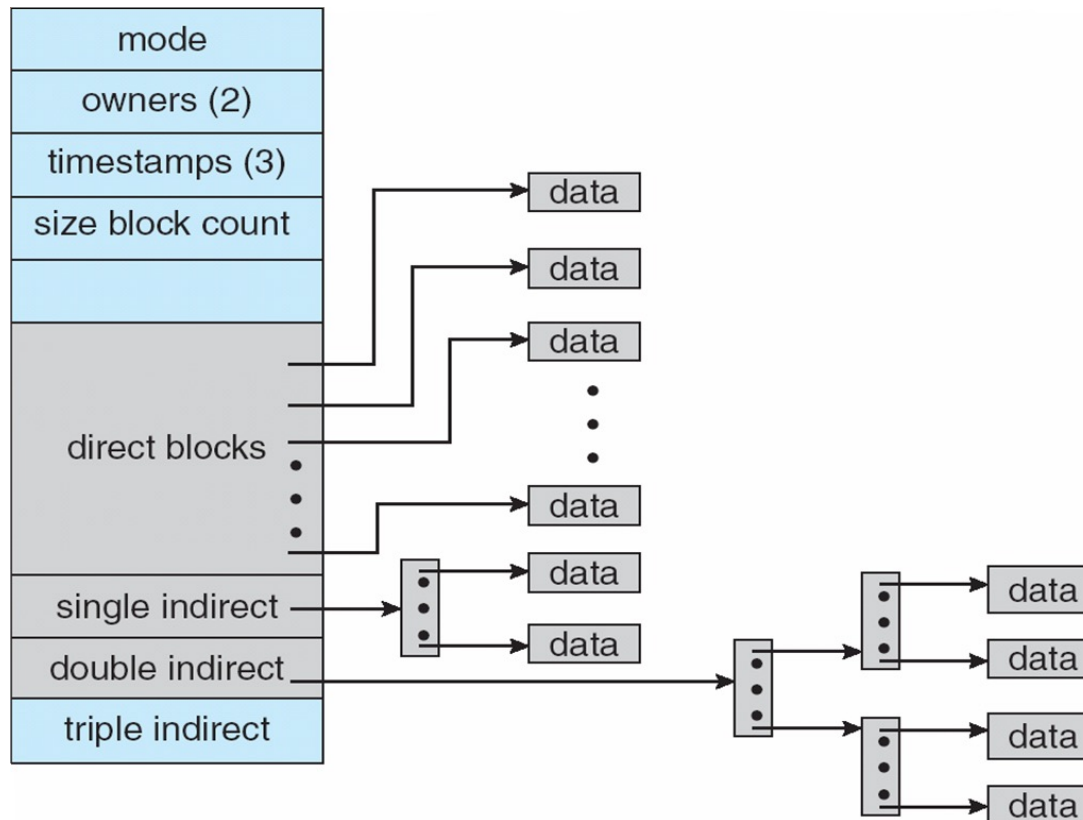 mode
owners (2)
timestamps (3)
data
size block count
data
data
direct blocks
data
data
data
single indirect
data
data
double indirect
triple indirect
data
data